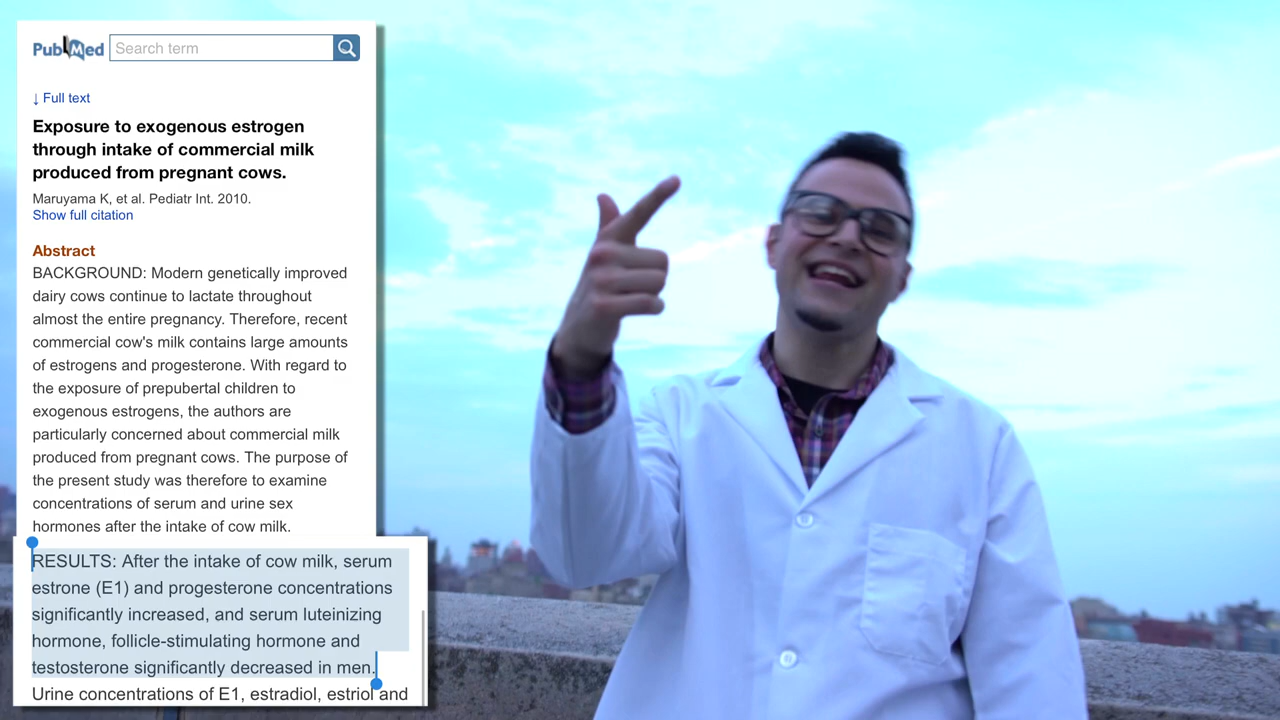 PubMed
Search term
↓ Full text
Exposure to exogenous estrogen
through intake of commercial milk
produced from pregnant cows.
Maruyama K, et al. Pediatr Int. 2010.
Show full citation
Abstract
BACKGROUND: Modern genetically improved
dairy cows continue to lactate throughout
almost the entire pregnancy. Therefore, recent
commercial cow's milk contains large amounts
of estrogens and progesterone. With regard to
the exposure of prepubertal children to
exogenous estrogens, the authors are
particularly concerned about commercial milk
produced from pregnant cows. The purpose of
the present study was therefore to examine
concentrations of serum and urine sex
hormones after the intake of cow milk.
RESULTS: After the intake of cow milk, serum
estrone (E1) and progesterone concentrations
significantly increased, and serum luteinizing
hormone, follicle-stimulating hormone and
testosterone significantly decreased in men.
Urine concentrations of E1, estradiol, estriol and